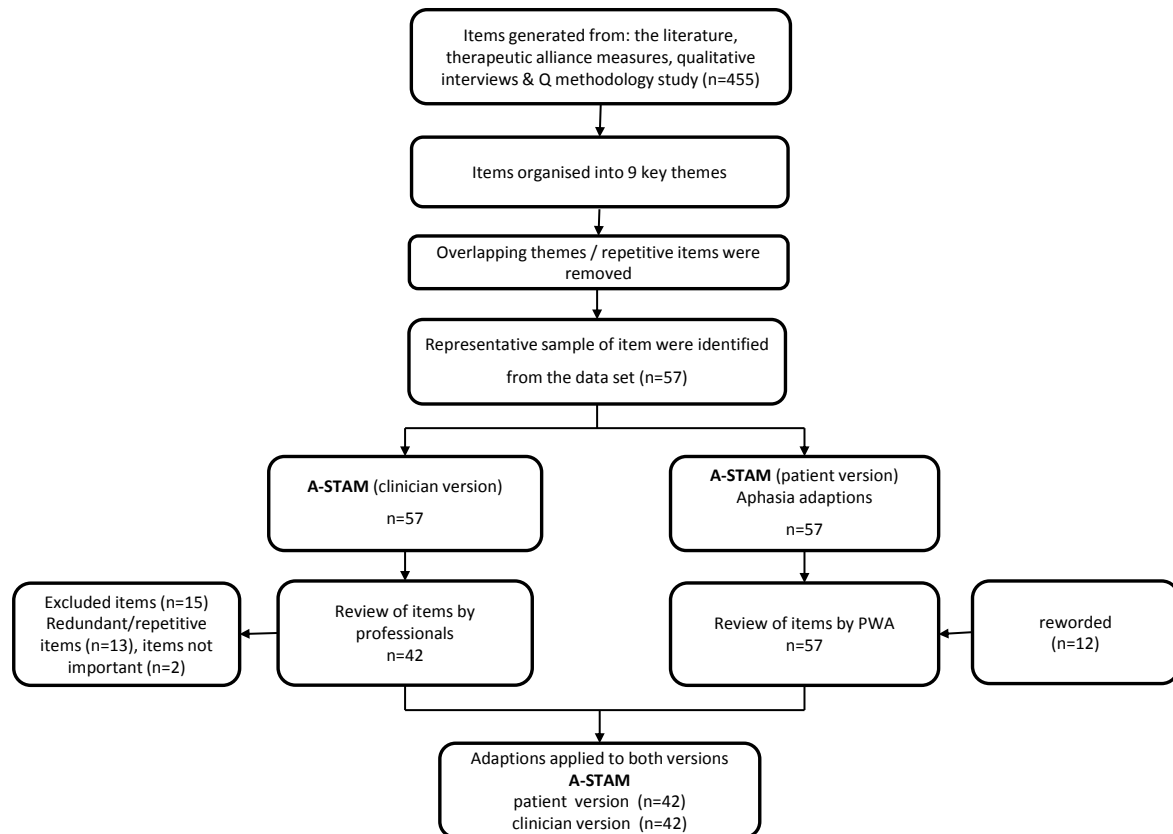 Items generated from: the literature,
therapeutic alliance measures, qualitative
interviews & Q methodology study (n=455)
Items organised into 9 key themes
Overlapping themes / repetitive items were
removed
Representative sample of item were identified
from the data set (n=57)
A-STAM (clinician version)
n=57
A-STAM (patient version)
Aphasia adaptions
n=57
Excluded items (n=15)
Redundant/repetitive
items (n=13), items not
important (n=2)
Review of items by
professionals
n=42
Review of items by PWA
n=57
reworded
(n=12)
Adaptions applied to both versions
A-STAM
patient version (n=42)
clinician version (n=42)